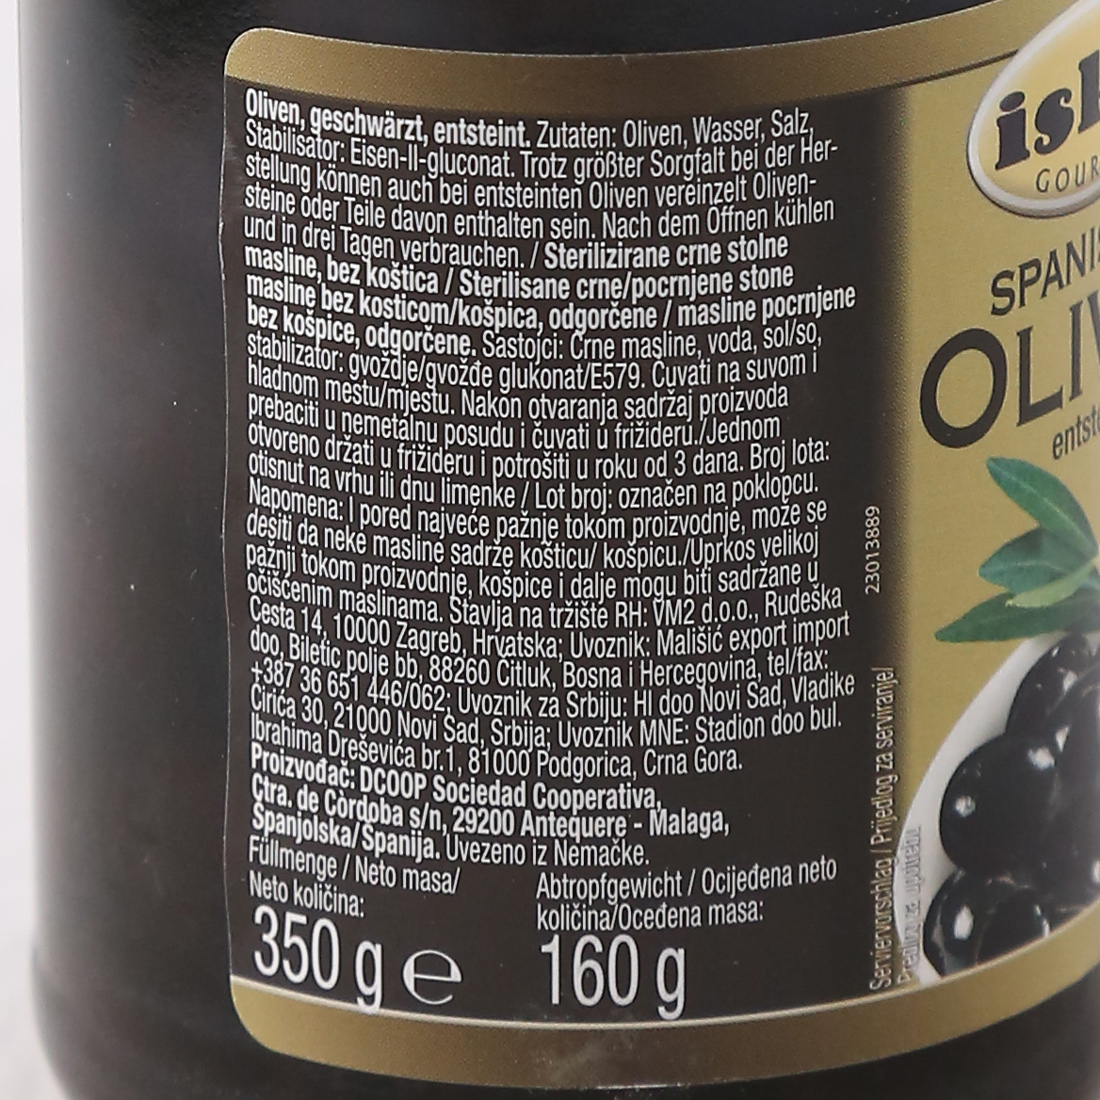 Oliven, geschwärzt, entsteint. Zutaten: Oliven, Wasser, Salz,
Stabilisator: Eisen-II-gluconat. Trotz größter Sorgfalt bei der Her-
stellung können auch bei entsteinten Oliven vereinzelt Oliven-
steine oder Teile davon enthalten sein. Nach dem Öffnen kühlen
und in drei Tagen verbrauchen. / Sterilizirane crne stolne
masline, bez koštica / Sterilisane crne/pocrnjene stone
masline bez kosticom/košpica, odgorčene / masline pocrnjene
bez košpice, odgorčene. Sastojci: Crne masline, voda, sol/so,
stabilizator: gvoždje/gvožđe glukonat/E579. Čuvati na suvom i
hladnom mestu/mjestu. Nakon otvaranja sadržaj proizvoda
prebaciti u nemetalnu posudu i čuvati u frižideru./Jednom
otvoreno držati u frižideru i potrošiti u roku od 3 dana. Broj lota:
otisnut na vrhu ili dnu limenke / Lot broj: označen na poklopcu.
Napomena: I pored najveće pažnje tokom proizvodnje, može se
desiti da neke masline sadrže košticu/ košpicu./Uprkos velikoj
pažnji tokom proizvodnje, košpice i dalje mogu biti sadržane u
očišćenim maslinama. Stavlja na tržište RH: VM2 d.o.o., Rudeška
Cesta 14, 10000 Zagreb, Hrvatska; Uvoznik: Mališić export import
doo, Biletic polje bb, 88260 Čitluk, Bosna i Hercegovina, tel/fax:
+387 36 651 446/062; Uvoznik za Srbiju: HI doo Novi Sad, Vladike
Ćirića 30, 21000 Novi Sad, Srbija; Uvoznik MNE: Stadion doo bul.
Ibrahima Dreševića br.1, 81000 Podgorica, Crna Gora.
Proizvođač: DCOOP Sociedad Cooperativa,
Ctra. de Córdoba s/n, 29200 Antequere - Malaga,
Španjolska/Španija. Uvezeno iz Nemačke.
Füllmenge / Neto masa/
Neto količina:
350 g e
Abtropfgewicht / Ocijeđena neto
količina/Oceđena masa:
160 g
23013889
Serviervorschlag / Prijedlog za serviranje/
Predlog za upotrebu